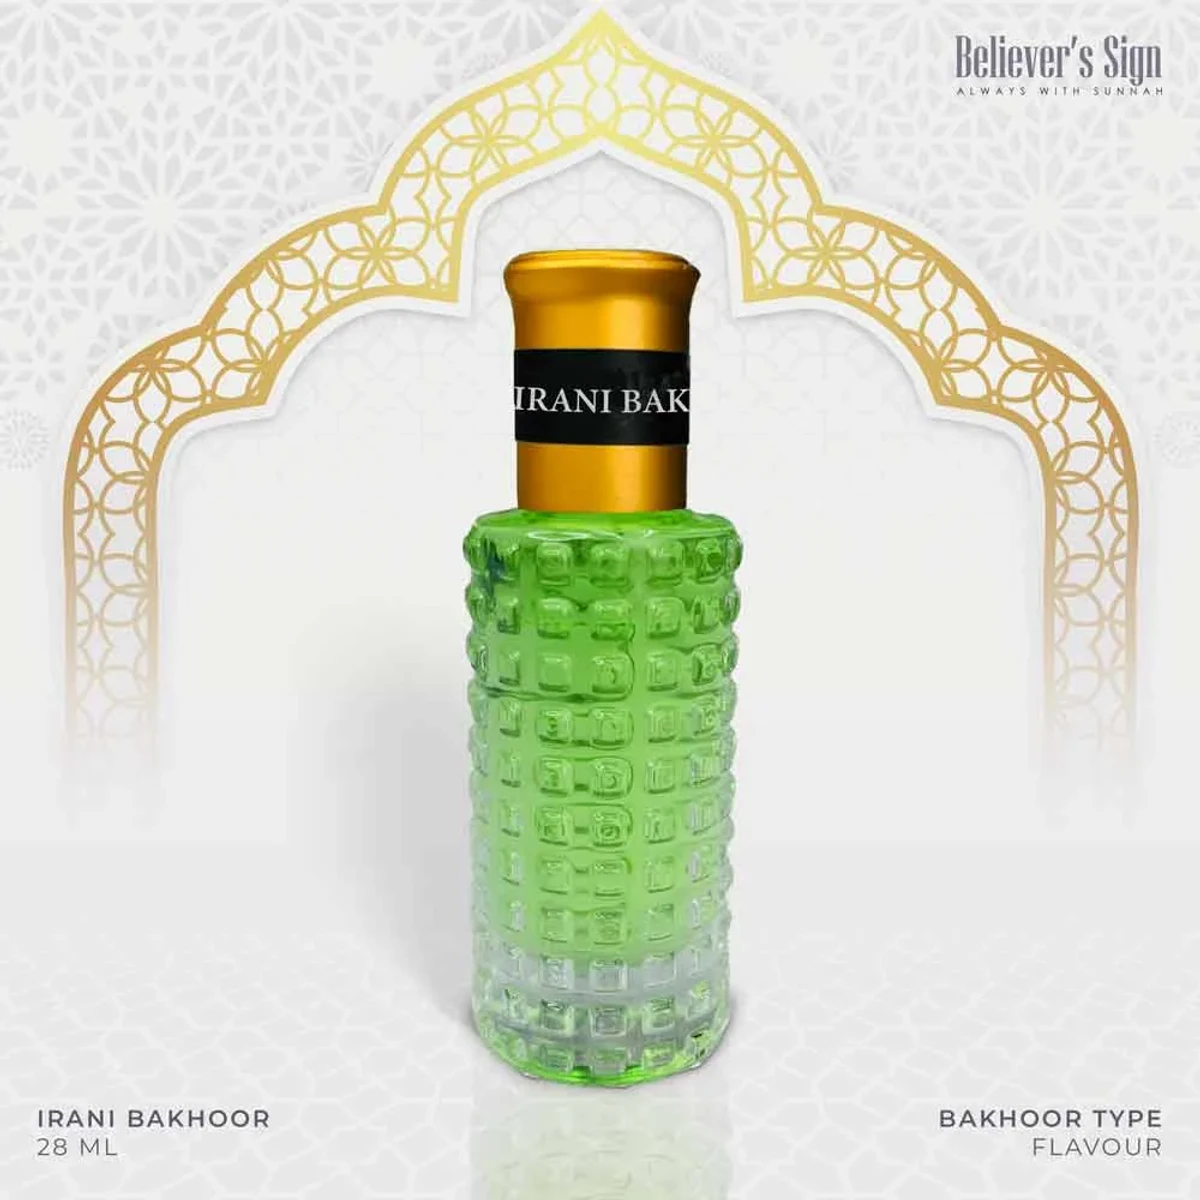 Believer's Sign
ALWAYS WITH SUNNAH
IRANI BAK
IRANI BAKHOOR
28 ML
BAKHOOR TYPE
FLAVOUR